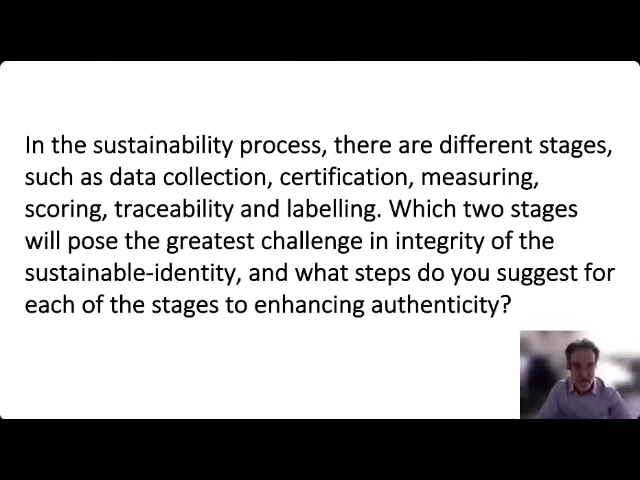 In the sustainability process, there are different stages,
such as data collection, certification, measuring,
scoring, traceability and labelling. Which two stages
will pose the greatest challenge in integrity of the
sustainable-identity, and what steps do you suggest for
each of the stages to enhancing authenticity?